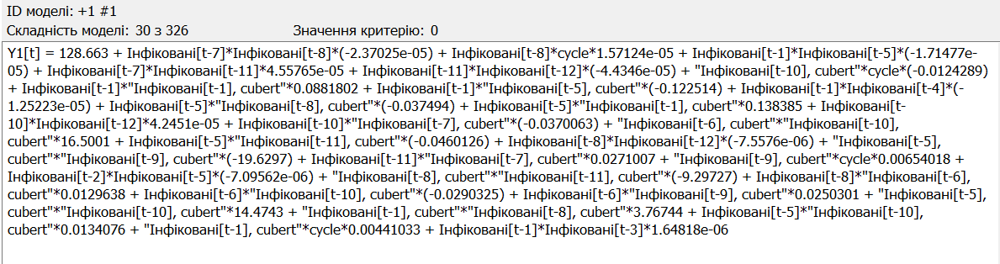 ID моделі: +1 #1
Складність моделі: 30 з 326 Значення критерію: 0
Y1[t] = 128.663 + Інфіковані[t-7]*Інфіковані[t-8]*(-2.37025e-05) + Інфіковані[t-8]*cycle*1.57124e-05 + Інфіковані[t-1]*Інфіковані[t-5]*(-1.71477e-
05) + Інфіковані[t-7]*Інфіковані[t-11]*4.55765e-05 + Інфіковані[t-11]*Інфіковані[t-12]*(-4.4346e-05) + "Інфіковані[t-10], cubert"*cycle*(-0.0124289)
+ Інфіковані[t-1]*"Інфіковані[t-1], cubert"*0.0881802 + Інфіковані[t-1]*"Інфіковані[t-5], cubert"*(-0.122514) + Інфіковані[t-1]*Інфіковані[t-4]*(-
1.25223e-05) + Інфіковані[t-5]*"Інфіковані[t-8], cubert"*(-0.037494) + Інфіковані[t-5]*"Інфіковані[t-1], cubert"*0.138385 + Інфіковані[t-
10]*Інфіковані[t-12]*4.2451e-05 + Інфіковані[t-10]*"Інфіковані[t-7], cubert"*(-0.0370063) + "Інфіковані[t-6], cubert"*"Інфіковані[t-10],
cubert"*16.5001 + Інфіковані[t-5]*"Інфіковані[t-11], cubert"*(-0.0460126) + Інфіковані[t-8]*Інфіковані[t-12]*(-7.5576e-06) + "Інфіковані[t-5],
cubert"*"Інфіковані[t-9], cubert"*(-19.6297) + Інфіковані[t-11]*"Інфіковані[t-7], cubert"*0.0271007 + "Інфіковані[t-9], cubert"*cycle*0.00654018 +
Інфіковані[t-2]*Інфіковані[t-5]*(-7.09562e-06) + "Інфіковані[t-8], cubert"*"Інфіковані[t-11], cubert"*(-9.29727) + Інфіковані[t-8]*"Інфіковані[t-6],
cubert"*0.0129638 + Інфіковані[t-6]*"Інфіковані[t-10], cubert"*(-0.0290325) + Інфіковані[t-6]*"Інфіковані[t-9], cubert"*0.0250301 + "Інфіковані[t-5],
cubert"*"Інфіковані[t-10], cubert"*14.4743 + "Інфіковані[t-1], cubert"*"Інфіковані[t-8], cubert"*3.76744 + Інфіковані[t-5]*"Інфіковані[t-10],
cubert"*0.0134076 + "Інфіковані[t-1], cubert"*cycle*0.00441033 + Інфіковані[t-1]*Інфіковані[t-3]*1.64818e-06